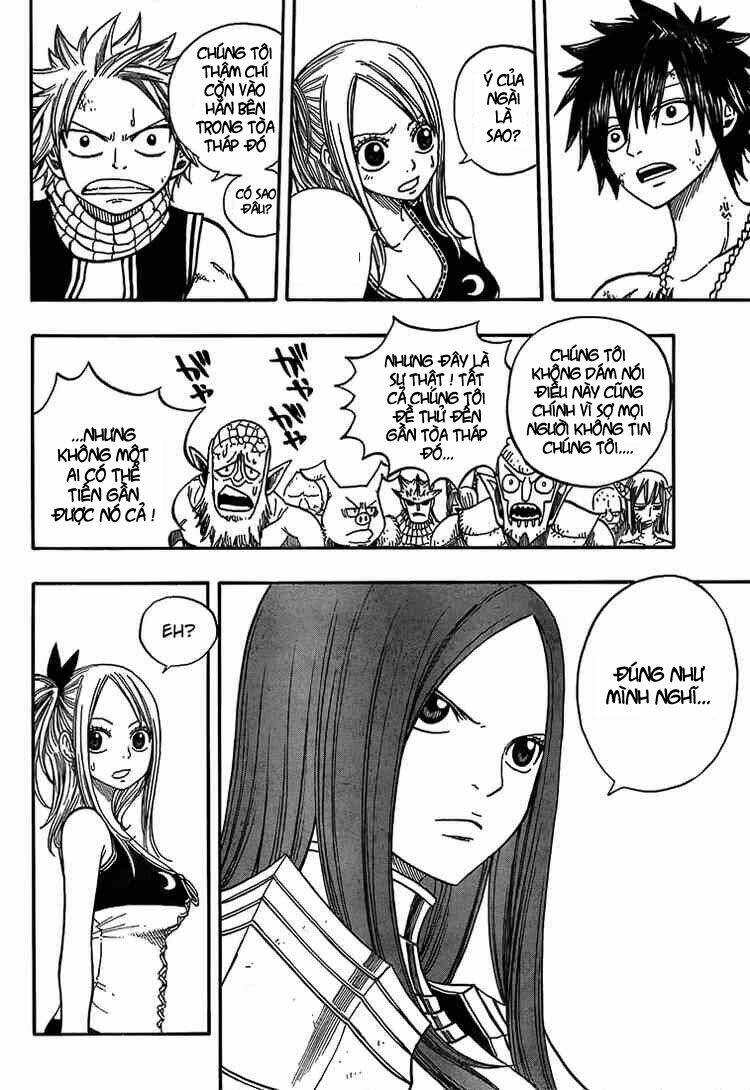 CHÚNG TÔI
THẬM CHÍ
CÒN VÀO
HẲN BÊN
TRONG TÒA
THÁP ĐÓ
CÓ SAO
ĐÂU?
Ý CỦA
NGÀI
LÀ
SAO?
CHÚNG TÔI
KHÔNG DÁM NÓI
ĐIỀU NÀY CŨNG
CHÍNH VÌ SỢ MỌI
NGƯỜI KHÔNG TIN
CHÚNG TÔI....
NHƯNG ĐÂY LÀ
SỰ THẬT ! TẤT
CẢ CHÚNG TÔI
ĐỀ THỬ ĐẾN
GẦN TÒA THÁP
ĐÓ...
...NHƯNG
KHÔNG MỘT
AI CÓ THỂ
TIẾN GẦN
ĐƯỢC NÓ CẢ !
EH?
ĐÚNG NHƯ
MÌNH NGHĨ...